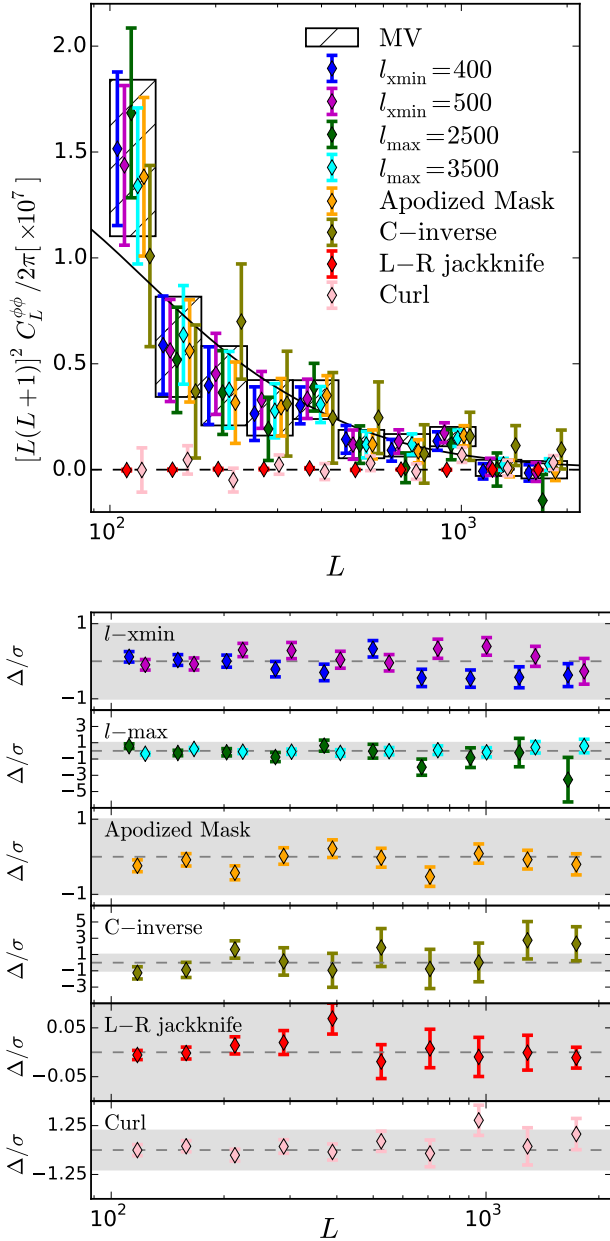 2.0
1.5
1.0
0.5
0.0
[L(L+1)]² C_L^{ϕϕ}/2π[×10⁷]
MV
l_xmin=400
l_xmin=500
l_max=2500
l_max=3500
Apodized Mask
C−inverse
L−R jackknife
Curl
10² 10³
L
1
−1
Δ/σ
l−xmin
3
1
−1
−3
−5
Δ/σ
l−max
1
−1
Δ/σ
Apodized Mask
5
3
1
−1
−3
Δ/σ
C−inverse
0.05
−0.05
Δ/σ
L−R jackknife
1.25
−1.25
Δ/σ
Curl
10² 10³
L